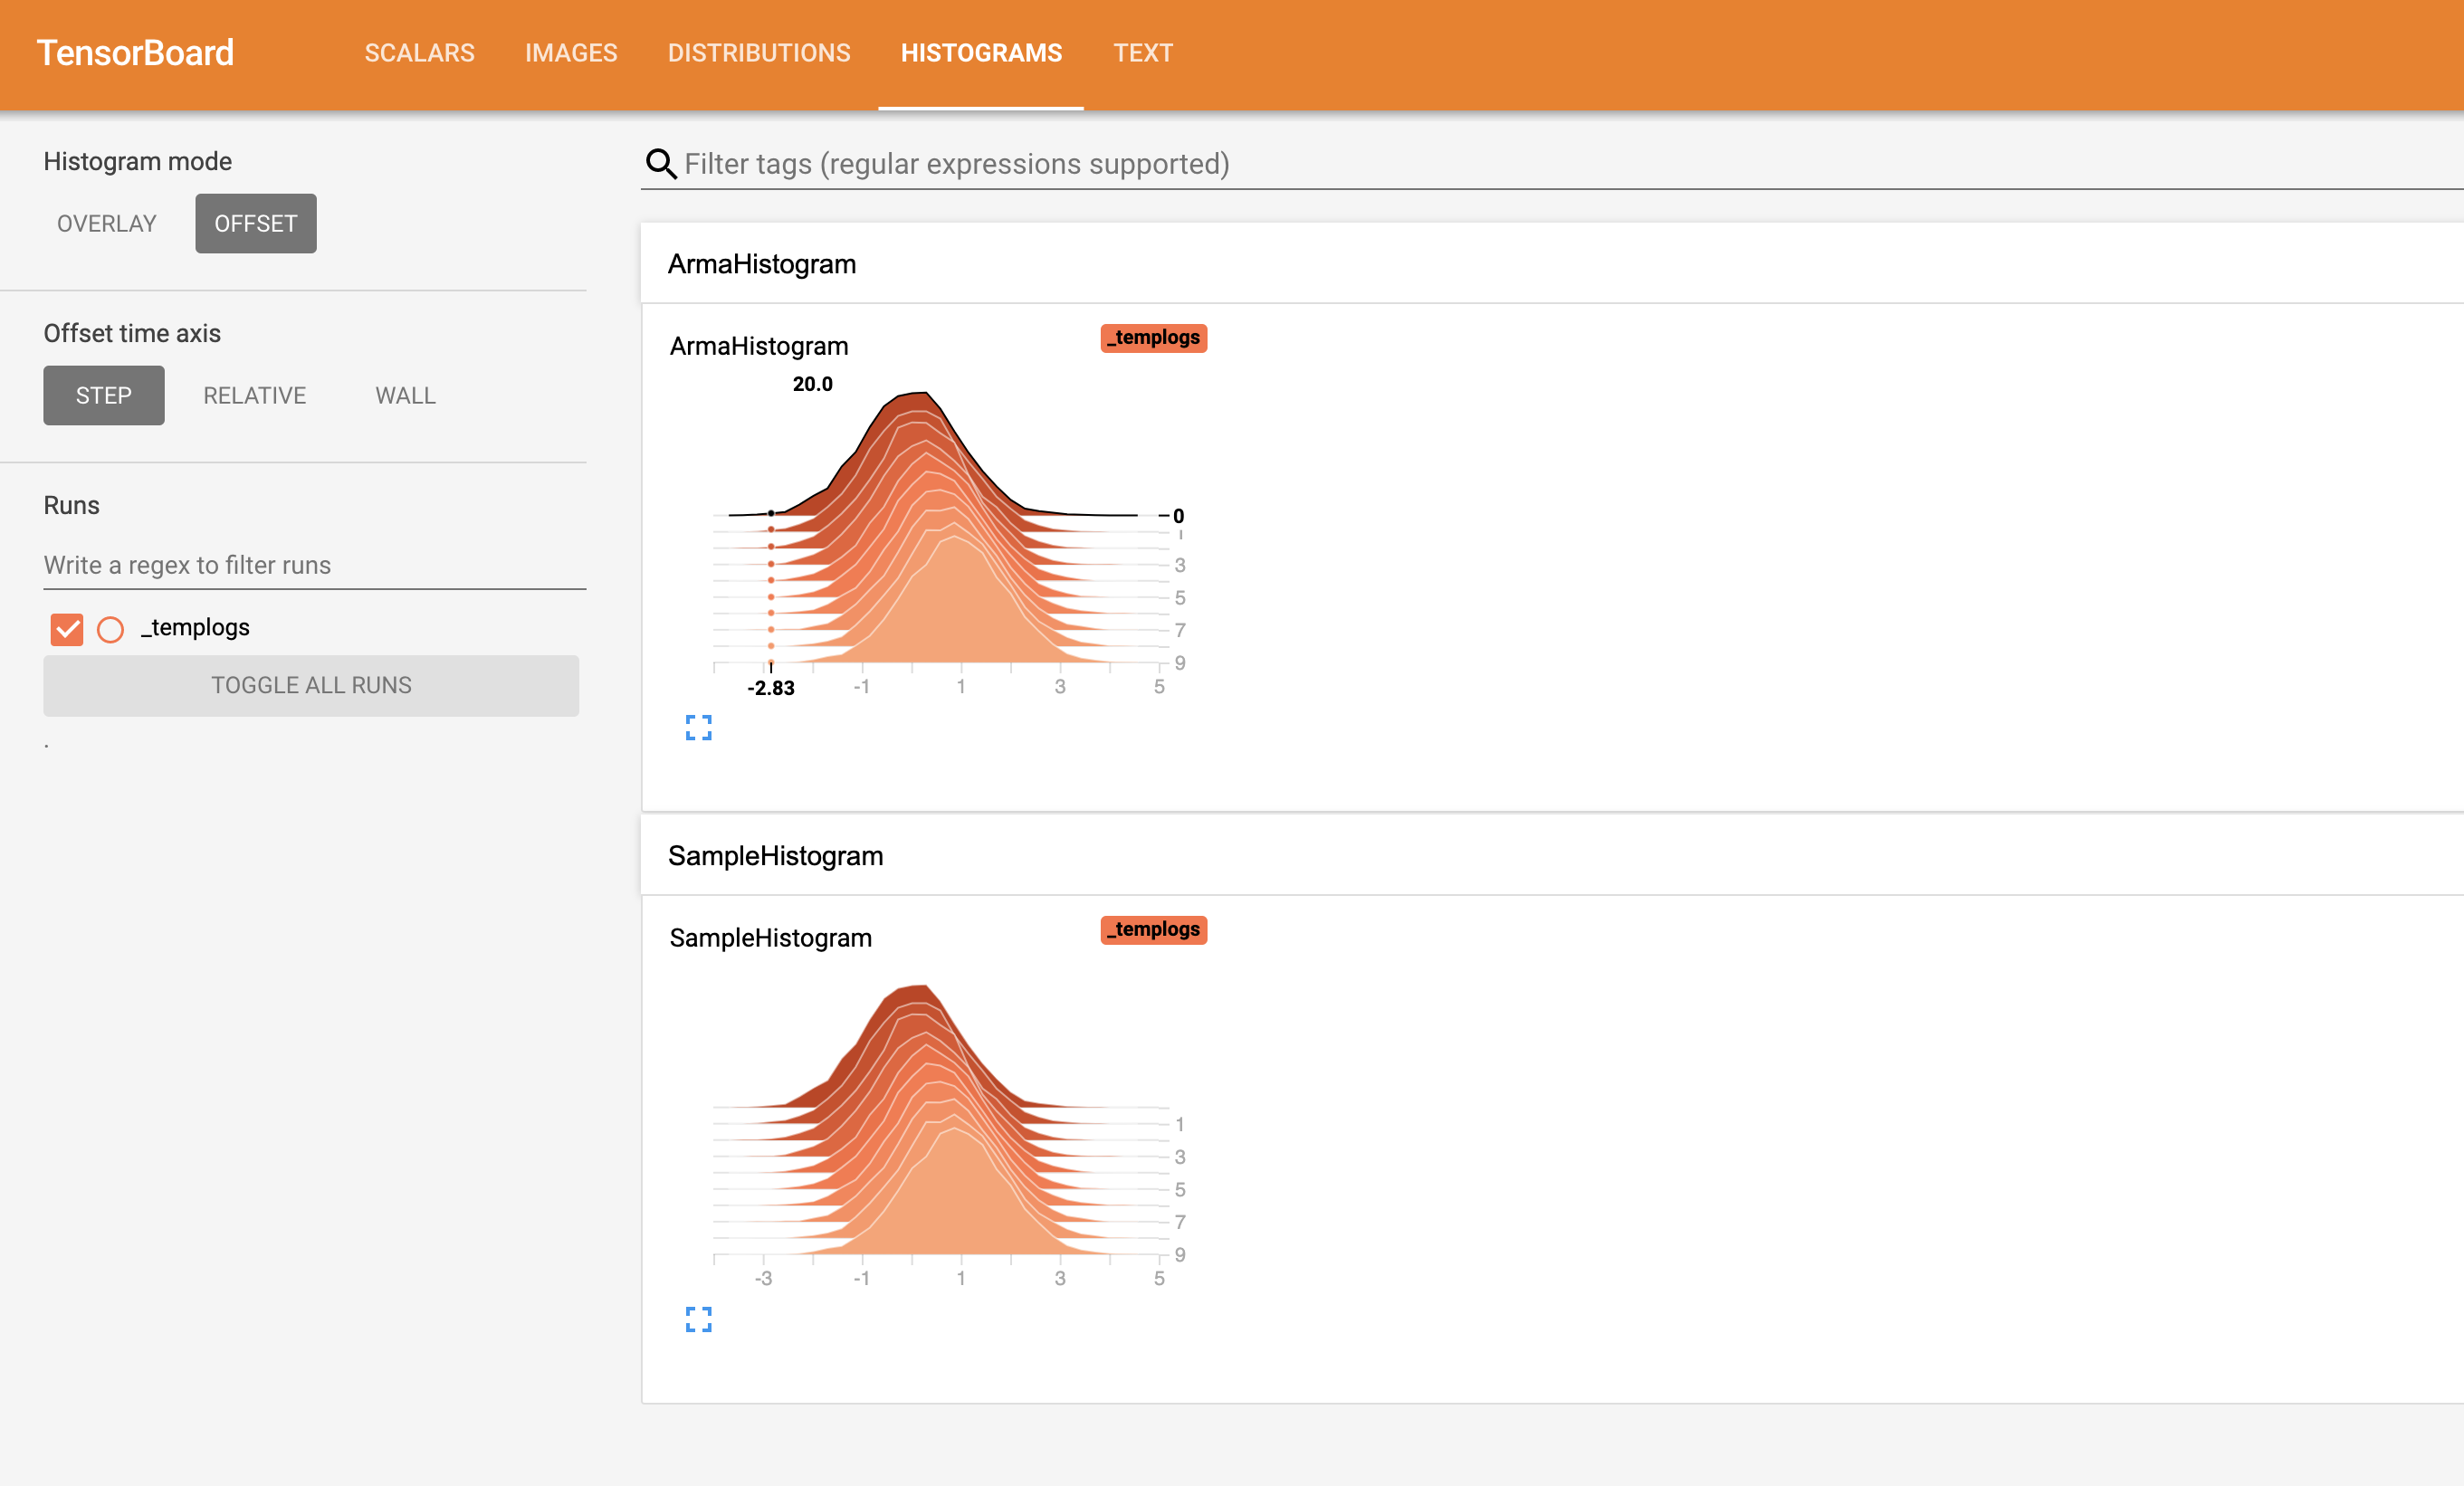 TensorBoard SCALARS IMAGES DISTRIBUTIONS HISTOGRAMS TEXT
Histogram mode
OVERLAY OFFSET
Offset time axis
STEP RELATIVE WALL
Runs
Write a regex to filter runs
_templogs
TOGGLE ALL RUNS
.
Filter tags (regular expressions supported)
ArmaHistogram
ArmaHistogram _templogs
20.0
0
1
3
5
7
9
-2.83 -1 1 3 5
SampleHistogram
SampleHistogram _templogs
1
3
5
7
9
-3 -1 1 3 5